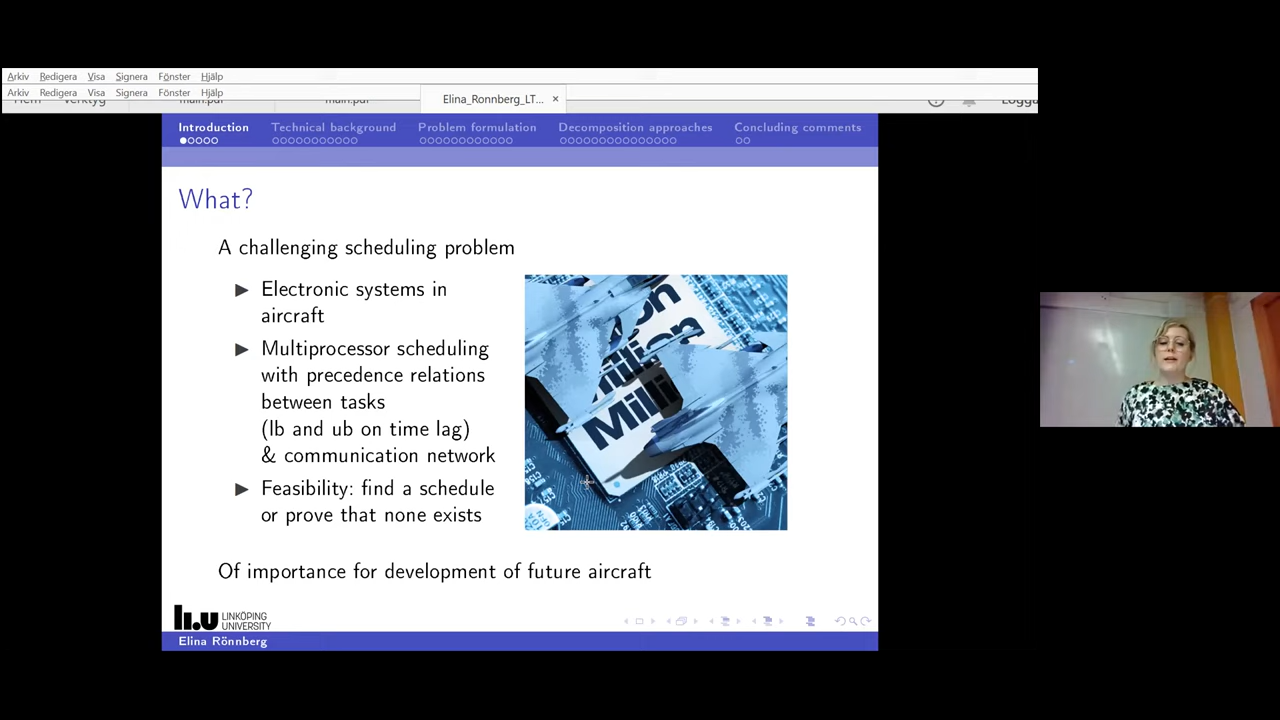 Arkiv Redigera Visa Signera Fönster Hjälp
Arkiv Redigera Visa Signera Fönster Hjälp
Elina_Ronnberg_LT... ×
Introduction Technical background Problem formulation Decomposition approaches Concluding comments
What?
A challenging scheduling problem
▶ Electronic systems in
aircraft
▶ Multiprocessor scheduling
with precedence relations
between tasks
(lb and ub on time lag)
& communication network
▶ Feasibility: find a schedule
or prove that none exists
Of importance for development of future aircraft
LINKÖPING
UNIVERSITY
Elina Rönnberg